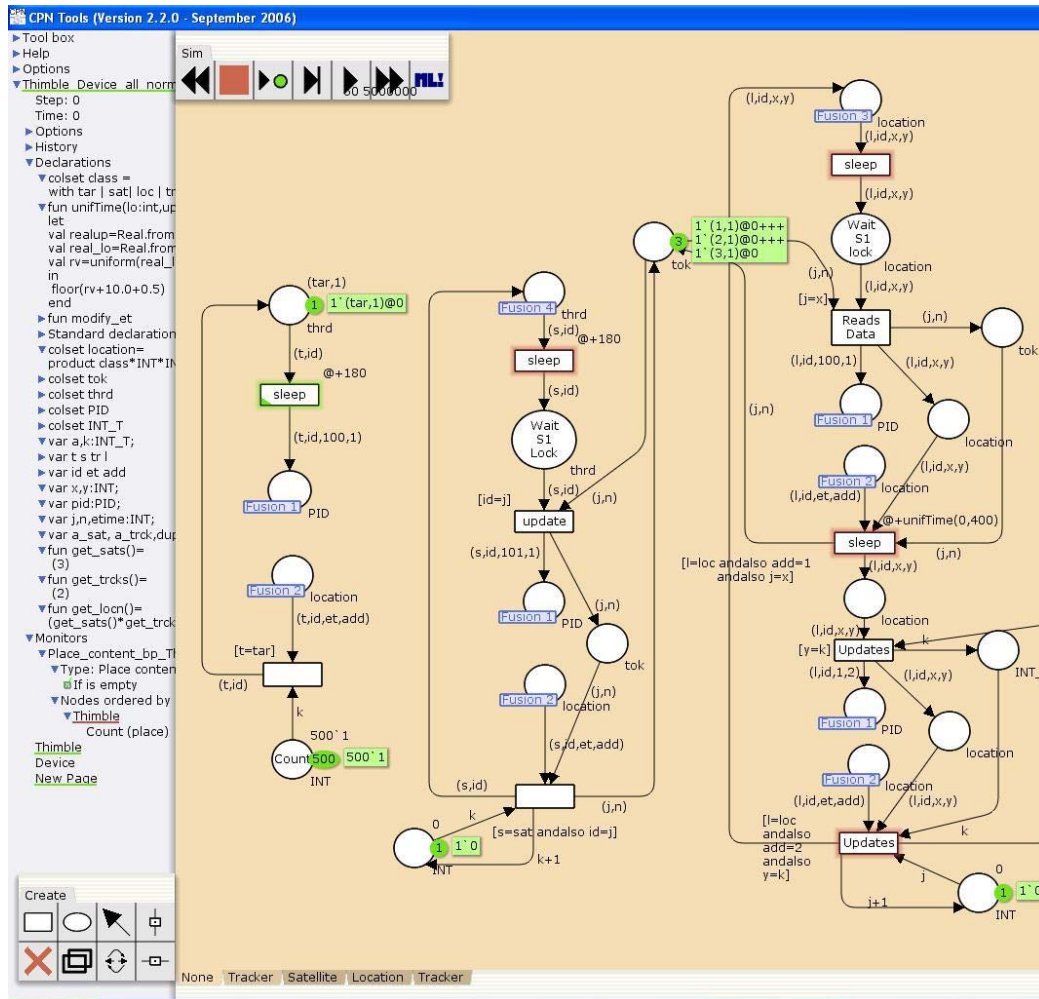 CPN Tools (Version 2.2.0 - September 2006)
Tool box
Help
Options
Thimble_Device_all_norm
Step: 0
Time: 0
Options
History
Declarations
colset class =
with tar | sat| loc | tr
fun unifTime(lo:int,up
let
val realup=Real.from
val real_lo=Real.from
val rv=uniform(real_l
in
floor(rv+10.0+0.5)
end
fun modify_et
Standard declaration
colset location=
product class*INT*IN
colset tok
colset thrd
colset PID
colset INT_T
var a,k:INT_T;
var t s tr l
var id et add
var x,y:INT;
var pid:PID;
var j,n,etime:INT;
var a_sat, a_trck,dup
fun get_sats()=
(3)
fun get_trcks()=
(2)
fun get_locn()=
(get_sats()*get_trck
Monitors
Place_content_bp_Th
Type: Place conten
If is empty
Nodes ordered by
Thimble
Count (place)
Thimble
Device
New Page
Sim
ML!
50 5000000
(tar,1)
1 1`(tar,1)@0
thrd
(t,id)
@+180
sleep
(t,id,100,1)
Fusion 1
PID
Fusion 2
location
(t,id,et,add)
[t=tar]
(t,id)
k
500`1
Count 500 500`1
INT
Fusion 4
thrd
(s,id)
@+180
sleep
(s,id)
Wait
S1
Lock
thrd
(s,id)
(j,n)
[id=j]
update
(s,id,101,1)
Fusion 1
PID
(j,n)
tok
Fusion 2
location
(j,n)
(s,id,et,add)
(s,id)
(j,n)
k
[s=sat andalso id=j]
0
1 1`0
INT
k+1
3
1`(1,1)@0+++
1`(2,1)@0+++
1`(3,1)@0
tok
(l,id,x,y)
Fusion 3
location
(l,id,x,y)
sleep
(l,id,x,y)
Wait
S1
lock
location
(l,id,x,y)
(j,n)
[j=x]
Reads
Data
(j,n)
tok
(l,id,100,1)
(l,id,x,y)
Fusion 1
PID
location
(j,n)
Fusion 2
location
(l,id,x,y)
(l,id,et,add)
@+unifTime(0,400)
sleep
(j,n)
[l=loc andalso add=1
andalso j=x]
(l,id,x,y)
location
(l,id,x,y)
k
[y=k]
Updates
INT_
(l,id,1,2)
(l,id,x,y)
Fusion 1
PID
location
Fusion 2
location
(l,id,et,add)
(l,id,x,y)
[l=loc
andalso
add=2
andalso
y=k]
Updates
k
j
j+1
0
1 1`0
INT
Create
None
Tracker
Satellite
Location
Tracker